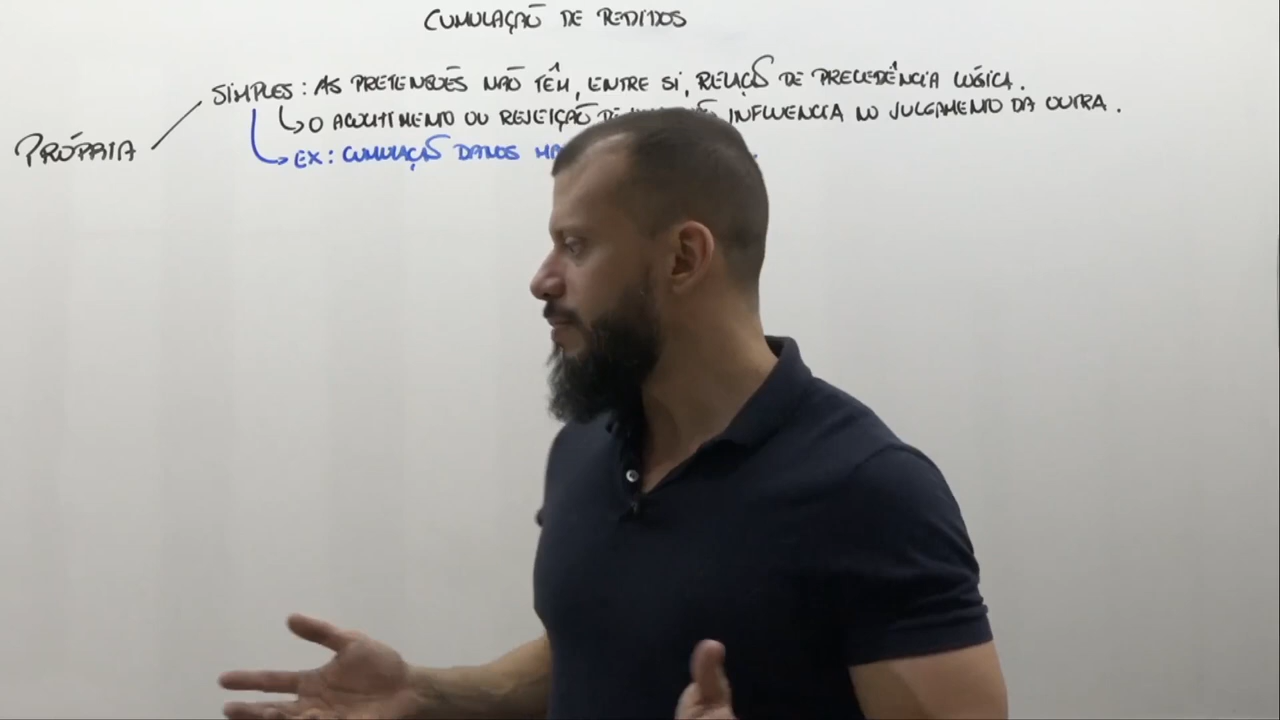 CUMULAÇÃO DE PEDIDOS
SIMPLES: AS PRETENSÕES NÃO TÊM, ENTRE SI, RELAÇÃO DE PRECEDÊNCIA LÓGICA.
O ACOLHIMENTO OU REJEIÇÃO DE INFLUENCIA NO JULGAMENTO DA OUTRA.
PRÓPRIA
EX: CUMULAÇÃO DANOS